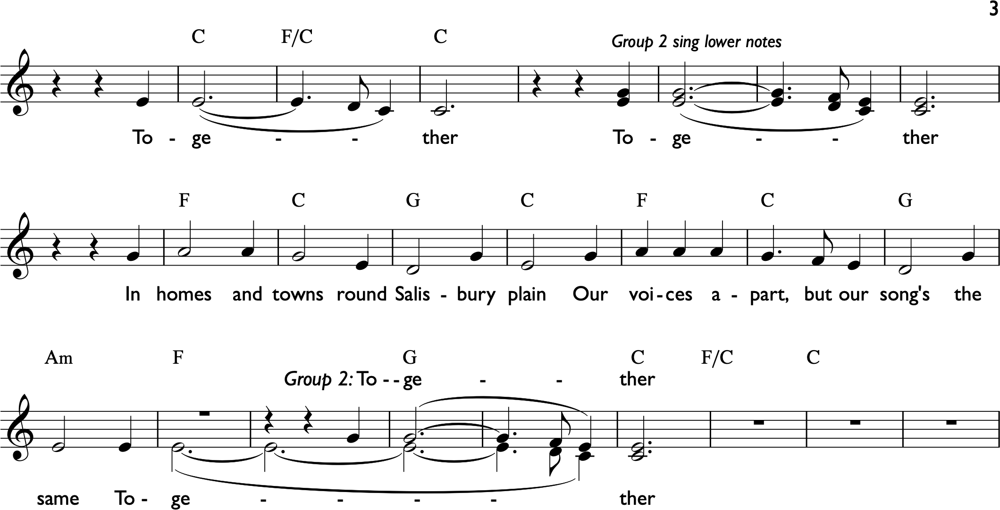 3
C F/C C Group 2 sing lower notes
To - ge - - ther To - ge - - ther
F C G C F C G
In homes and towns round Salis - bury plain Our voi - ces a - part, but our song's the
Am F G C F/C C
Group 2: To - - ge - - ther
same To - ge - - - - ther